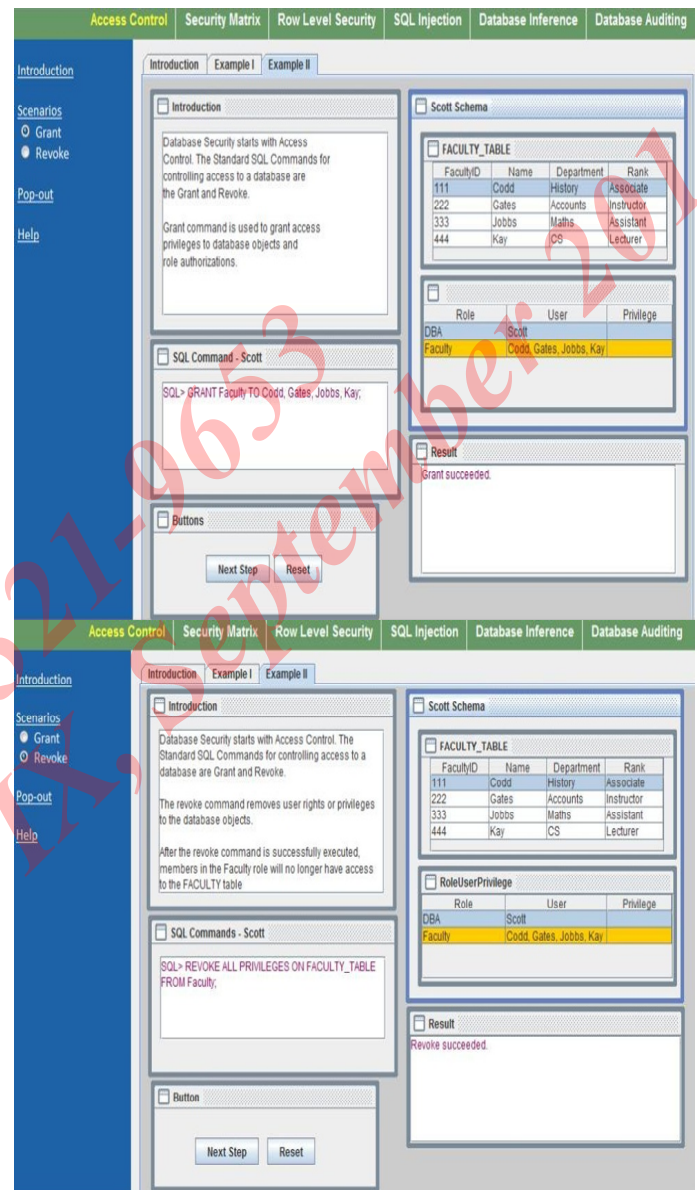 Access Control Security Matrix Row Level Security SQL Injection Database Inference Database Auditing
Introduction
Scenarios
Grant
Revoke
Pop-out
Help
Introduction Example I Example II
Introduction
Database Security starts with Access
Control. The Standard SQL Commands for
controlling access to a database are
the Grant and Revoke.
Grant command is used to grant access
privileges to database objects and
role authorizations.
SQL Command - Scott
SQL> GRANT Faculty TO Codd, Gates, Jobbs, Kay;
Buttons
Next Step Reset
Scott Schema
FACULTY_TABLE
FacultyID Name Department Rank
111 Codd History Associate
222 Gates Accounts Instructor
333 Jobbs Maths Assistant
444 Kay CS Lecturer
Role User Privilege
DBA Scott
Faculty Codd, Gates, Jobbs, Kay
Result
Grant succeeded.
Access Control Security Matrix Row Level Security SQL Injection Database Inference Database Auditing
Introduction
Scenarios
Grant
Revoke
Pop-out
Help
Introduction Example I Example II
Introduction
Database Security starts with Access Control. The
Standard SQL Commands for controlling access to a
database are Grant and Revoke.
The revoke command removes user rights or privileges
to the database objects.
After the revoke command is successfully executed,
members in the Faculty role will no longer have access
to the FACULTY table
SQL Commands - Scott
SQL> REVOKE ALL PRIVILEGES ON FACULTY_TABLE
FROM Faculty;
Button
Next Step Reset
Scott Schema
FACULTY_TABLE
FacultyID Name Department Rank
111 Codd History Associate
222 Gates Accounts Instructor
333 Jobbs Maths Assistant
444 Kay CS Lecturer
RoleUserPrivilege
Role User Privilege
DBA Scott
Faculty Codd, Gates, Jobbs, Kay
Result
Revoke succeeded.
21-9653
IX, September 201